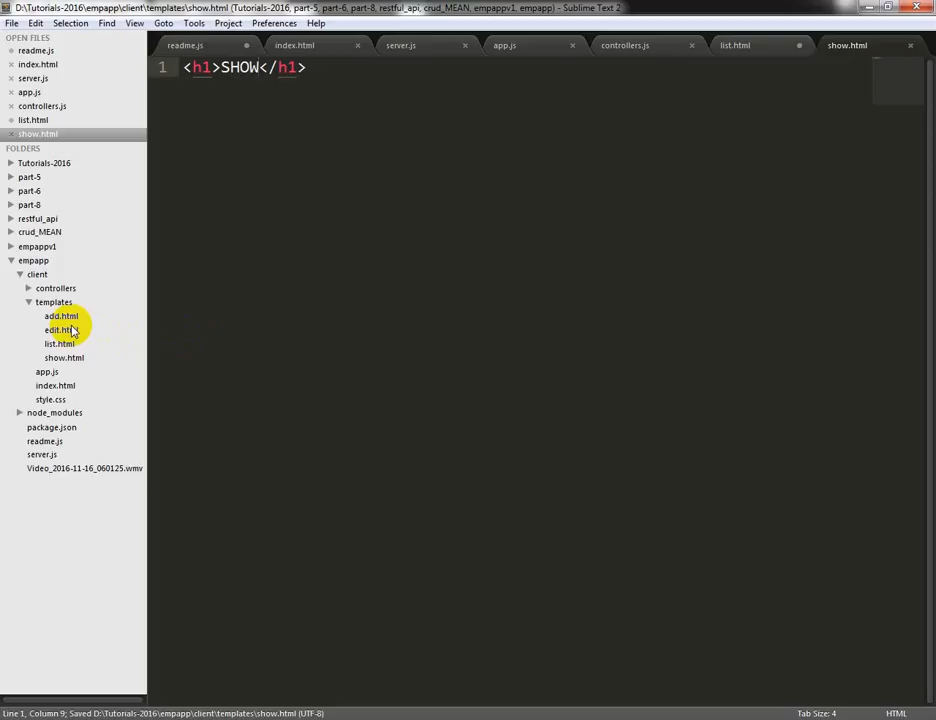 D:\Tutorials-2016\empapp\client\templates\show.html (Tutorials-2016, part-5, part-6, part-8, restful_api, crud_MEAN, empappv1, empapp) - Sublime Text 2
File Edit Selection Find View Goto Tools Project Preferences Help
OPEN FILES
readme.js
index.html
server.js
app.js
controllers.js
list.html
show.html
FOLDERS
Tutorials-2016
part-5
part-6
part-8
restful_api
crud_MEAN
empappv1
empapp
client
controllers
templates
add.html
edit.html
list.html
show.html
app.js
index.html
style.css
node_modules
package.json
readme.js
server.js
Video_2016-11-16_060125.wmv
readme.js index.html server.js app.js controllers.js list.html show.html
1 <h1>SHOW</h1>
Line 1, Column 9; Saved D:\Tutorials-2016\empapp\client\templates\show.html (UTF-8) Tab Size: 4 HTML